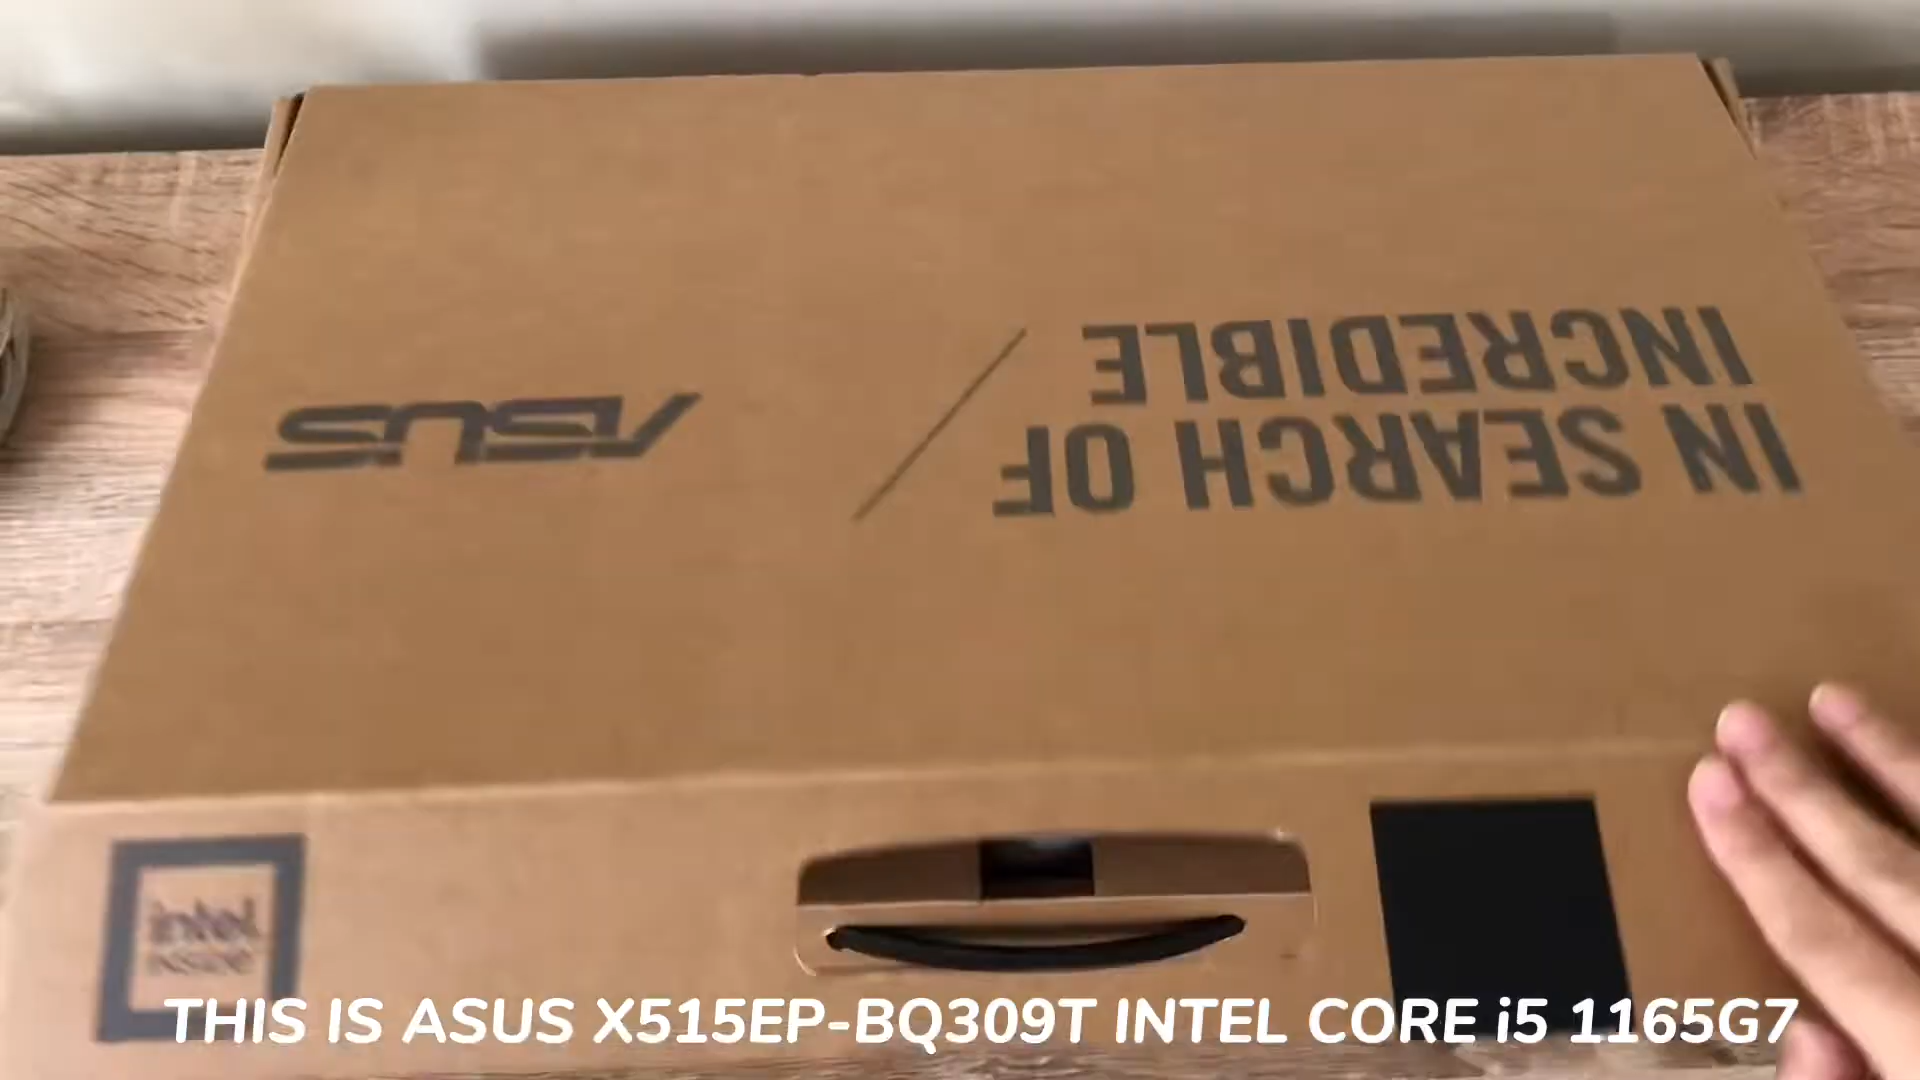 INCREDIBLE
IN SEARCH OF
ASUS
intel
INSIDE
THIS IS ASUS X515EP-BQ309T INTEL CORE i5 1165G7